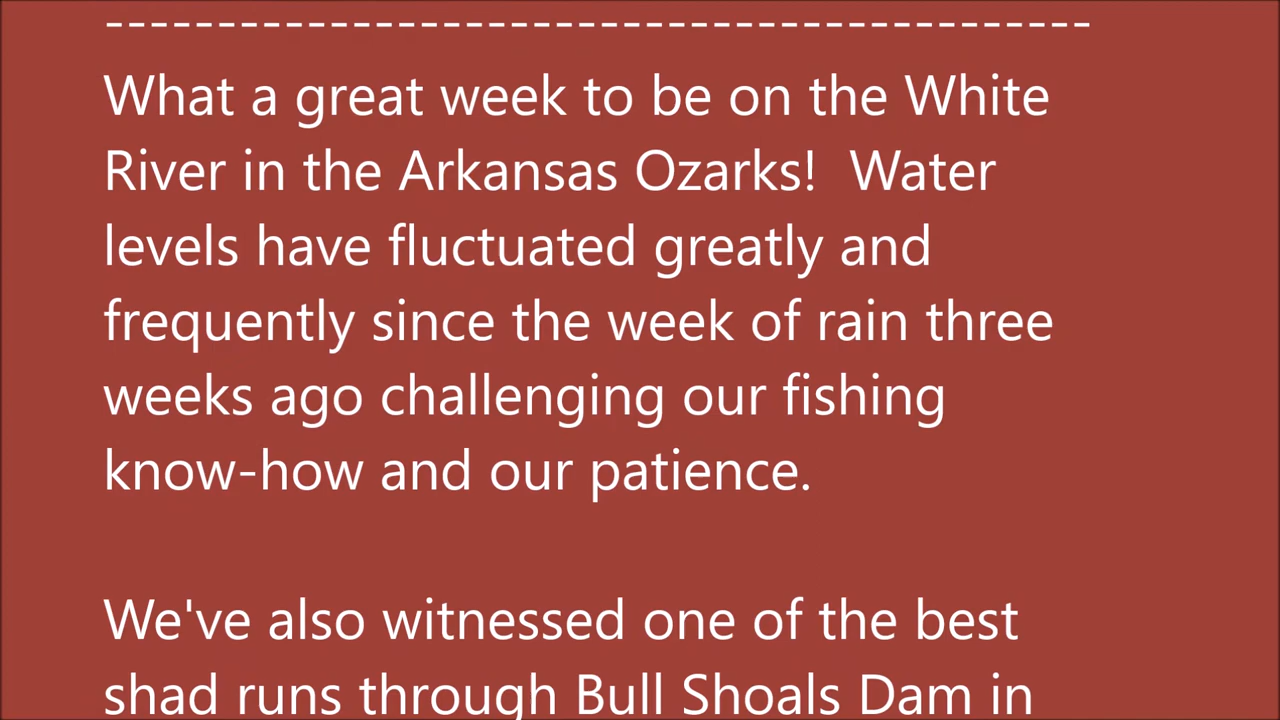 --------------------------------------------
What a great week to be on the White
River in the Arkansas Ozarks!  Water
levels have fluctuated greatly and
frequently since the week of rain three
weeks ago challenging our fishing
know-how and our patience.
We've also witnessed one of the best
shad runs through Bull Shoals Dam in